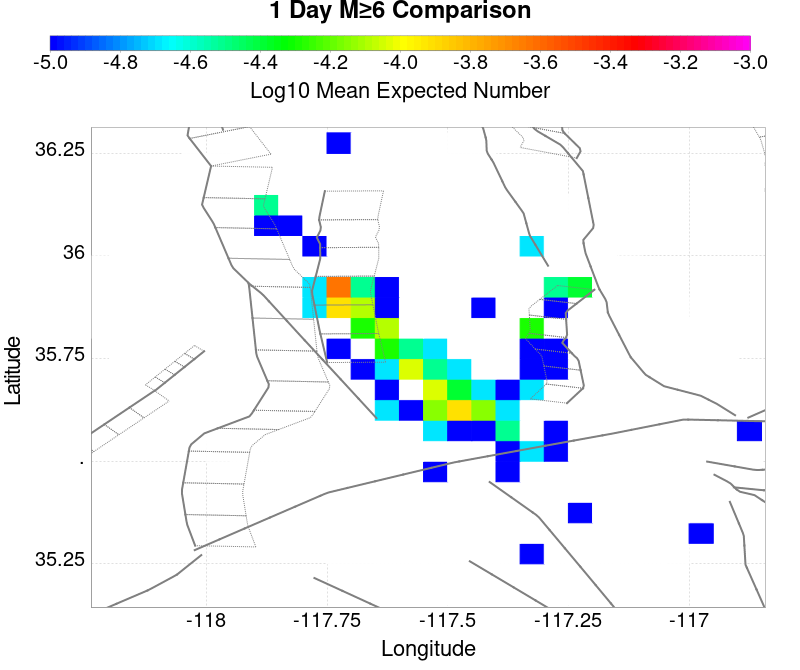 1 Day M≥6 Comparison
-5.0 -4.8 -4.6 -4.4 -4.2 -4.0 -3.8 -3.6 -3.4 -3.2 -3.0
Log10 Mean Expected Number
36.25
36
35.75
.
35.25
Latitude
-118 -117.75 -117.5 -117.25 -117
Longitude